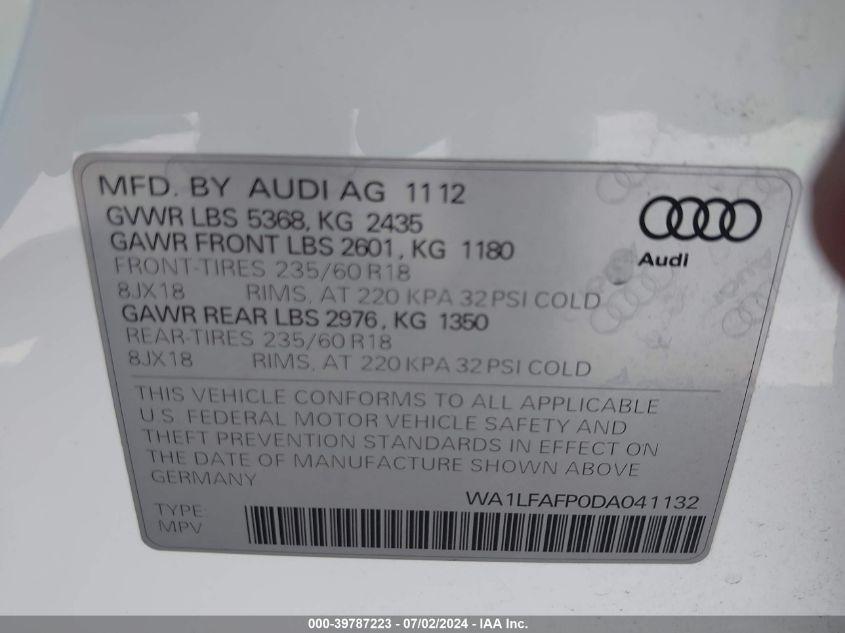 MFD. BY AUDI AG 11 12
GVWR LBS 5368, KG 2435
GAWR FRONT LBS 2601, KG 1180
FRONT-TIRES 235/60 R18
8JX18 RIMS, AT 220 KPA 32 PSI COLD
GAWR REAR LBS 2976, KG 1350
REAR-TIRES 235/60 R18
8JX18 RIMS, AT 220 KPA 32 PSI COLD
Audi
THIS VEHICLE CONFORMS TO ALL APPLICABLE
U.S. FEDERAL MOTOR VEHICLE SAFETY AND
THEFT PREVENTION STANDARDS IN EFFECT ON
THE DATE OF MANUFACTURE SHOWN ABOVE
GERMANY
WA1LFAFP0DA041132
TYPE:
MPV
000-39787223 - 07/02/2024 - IAA Inc.